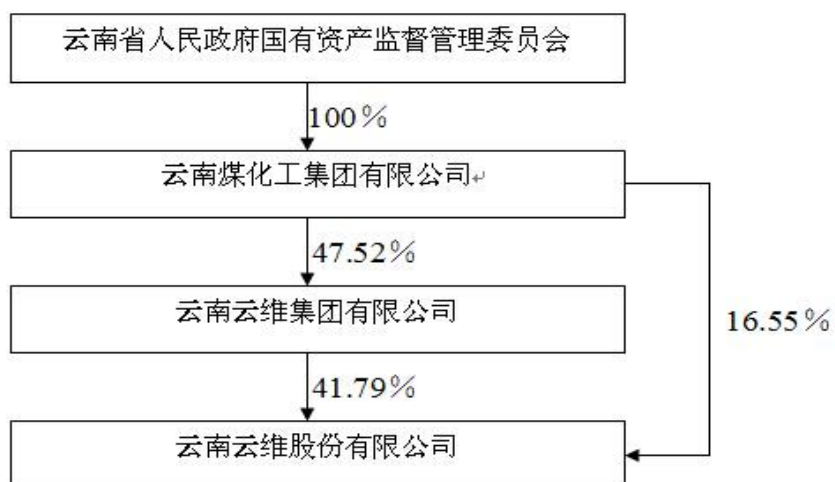 云南省人民政府国有资产监督管理委员会
100％
云南煤化工集团有限公司↵
47.52％
云南云维集团有限公司
16.55％
41.79％
云南云维股份有限公司